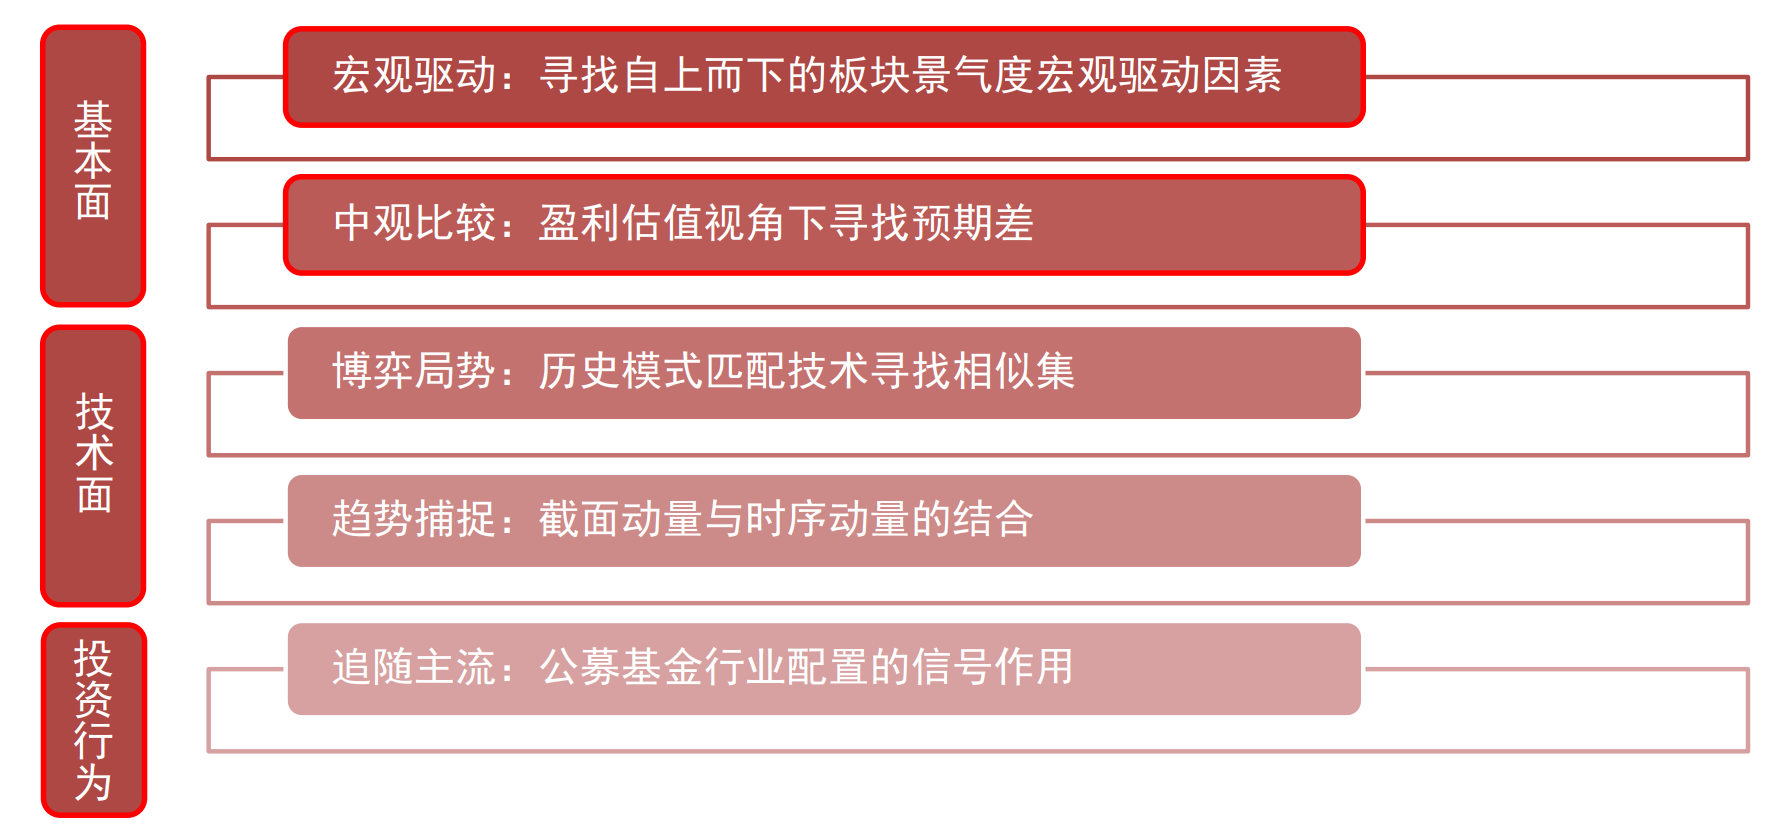 基本面
宏观驱动：寻找自上而下的板块景气度宏观驱动因素
中观比较：盈利估值视角下寻找预期差
技术面
博弈局势：历史模式匹配技术寻找相似集
趋势捕捉：截面动量与时序动量的结合
投资行为
追随主流：公募基金行业配置的信号作用